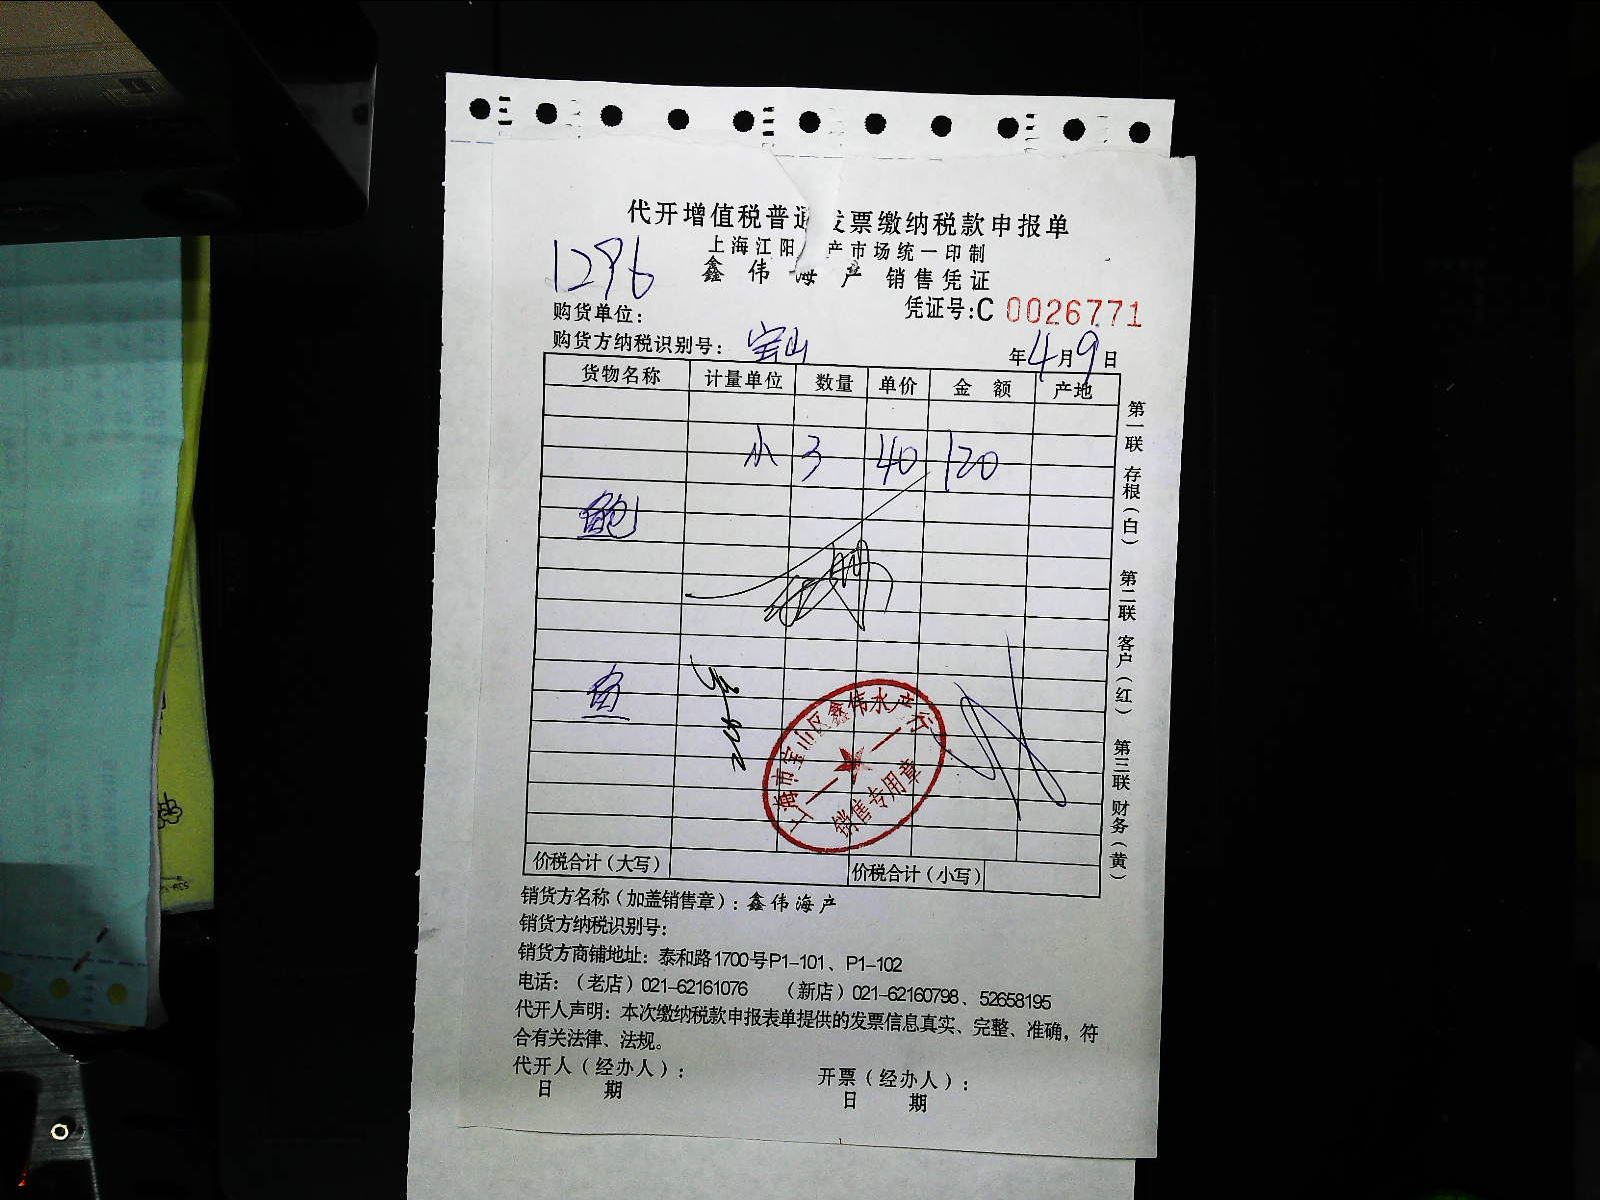 代开增值税普通发票缴纳税款申报单
上海江阳 产市场统一印制
1296
鑫伟海产 销售凭证
凭证号:C 0026771
购货单位:
购货方纳税识别号: 宝山
年4月9日
货物名称 计量单位 数量 单价 金 额 产地
小 3 40 120
鲍
鱼
上海市宝山区鑫伟水产行
销售专用章
价税合计(大写) 价税合计(小写)
第一联 存根(白) 第二联 客户(红) 第三联 财务(黄)
销货方名称(加盖销售章): 鑫伟海产
销货方纳税识别号:
销货方商铺地址: 泰和路1700号P1-101、P1-102
电话:(老店)021-62161076 (新店)021-62160798、52658195
代开人声明: 本次缴纳税款申报表单提供的发票信息真实、完整、准确,符
合有关法律、法规。
代开人(经办人): 开票(经办人):
日 期 日 期